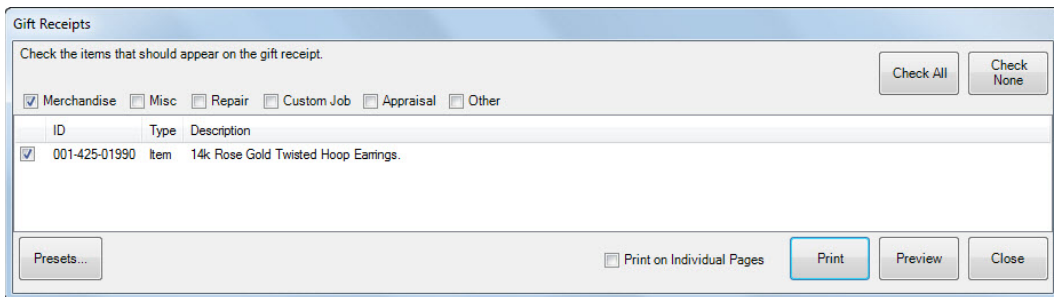 Gift Receipts
Check the items that should appear on the gift receipt.
Check All
Check
None
Merchandise Misc Repair Custom Job Appraisal Other
ID Type Description
001-425-01990 Item 14k Rose Gold Twisted Hoop Earrings.
Presets...
Print on Individual Pages
Print
Preview
Close